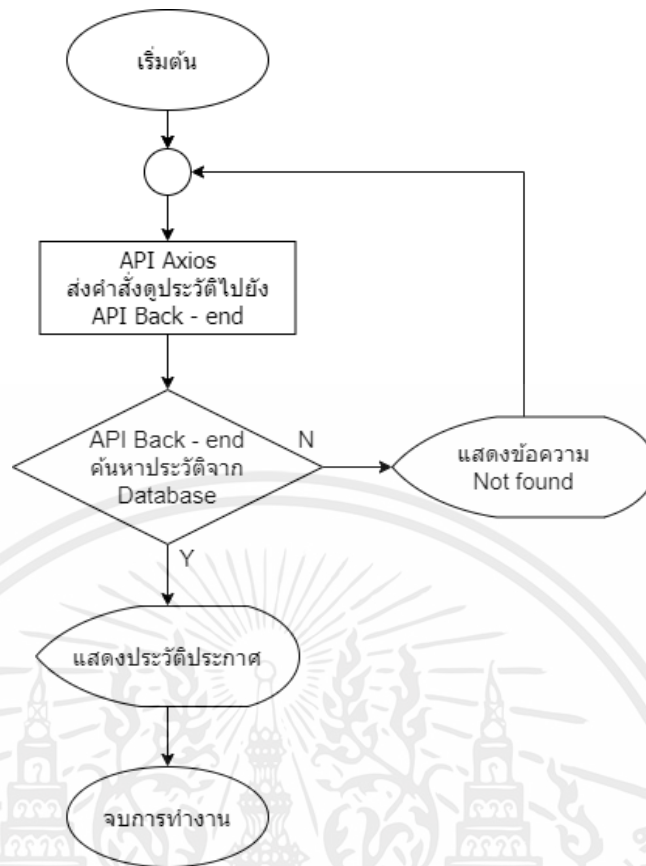 เริ่มต้น
API Axios
ส่งคำสั่งดูประวัติไปยัง
API Back - end
API Back - end
ค้นหาประวัติจาก
Database
N
แสดงข้อความ
Not found
Y
แสดงประวัติประกาศ
จบการทำงาน